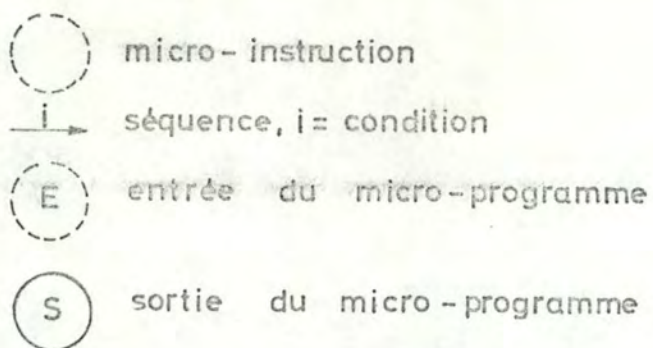 micro-instruction
i séquence, i = condition
E entrée du micro-programme
S sortie du micro-programme